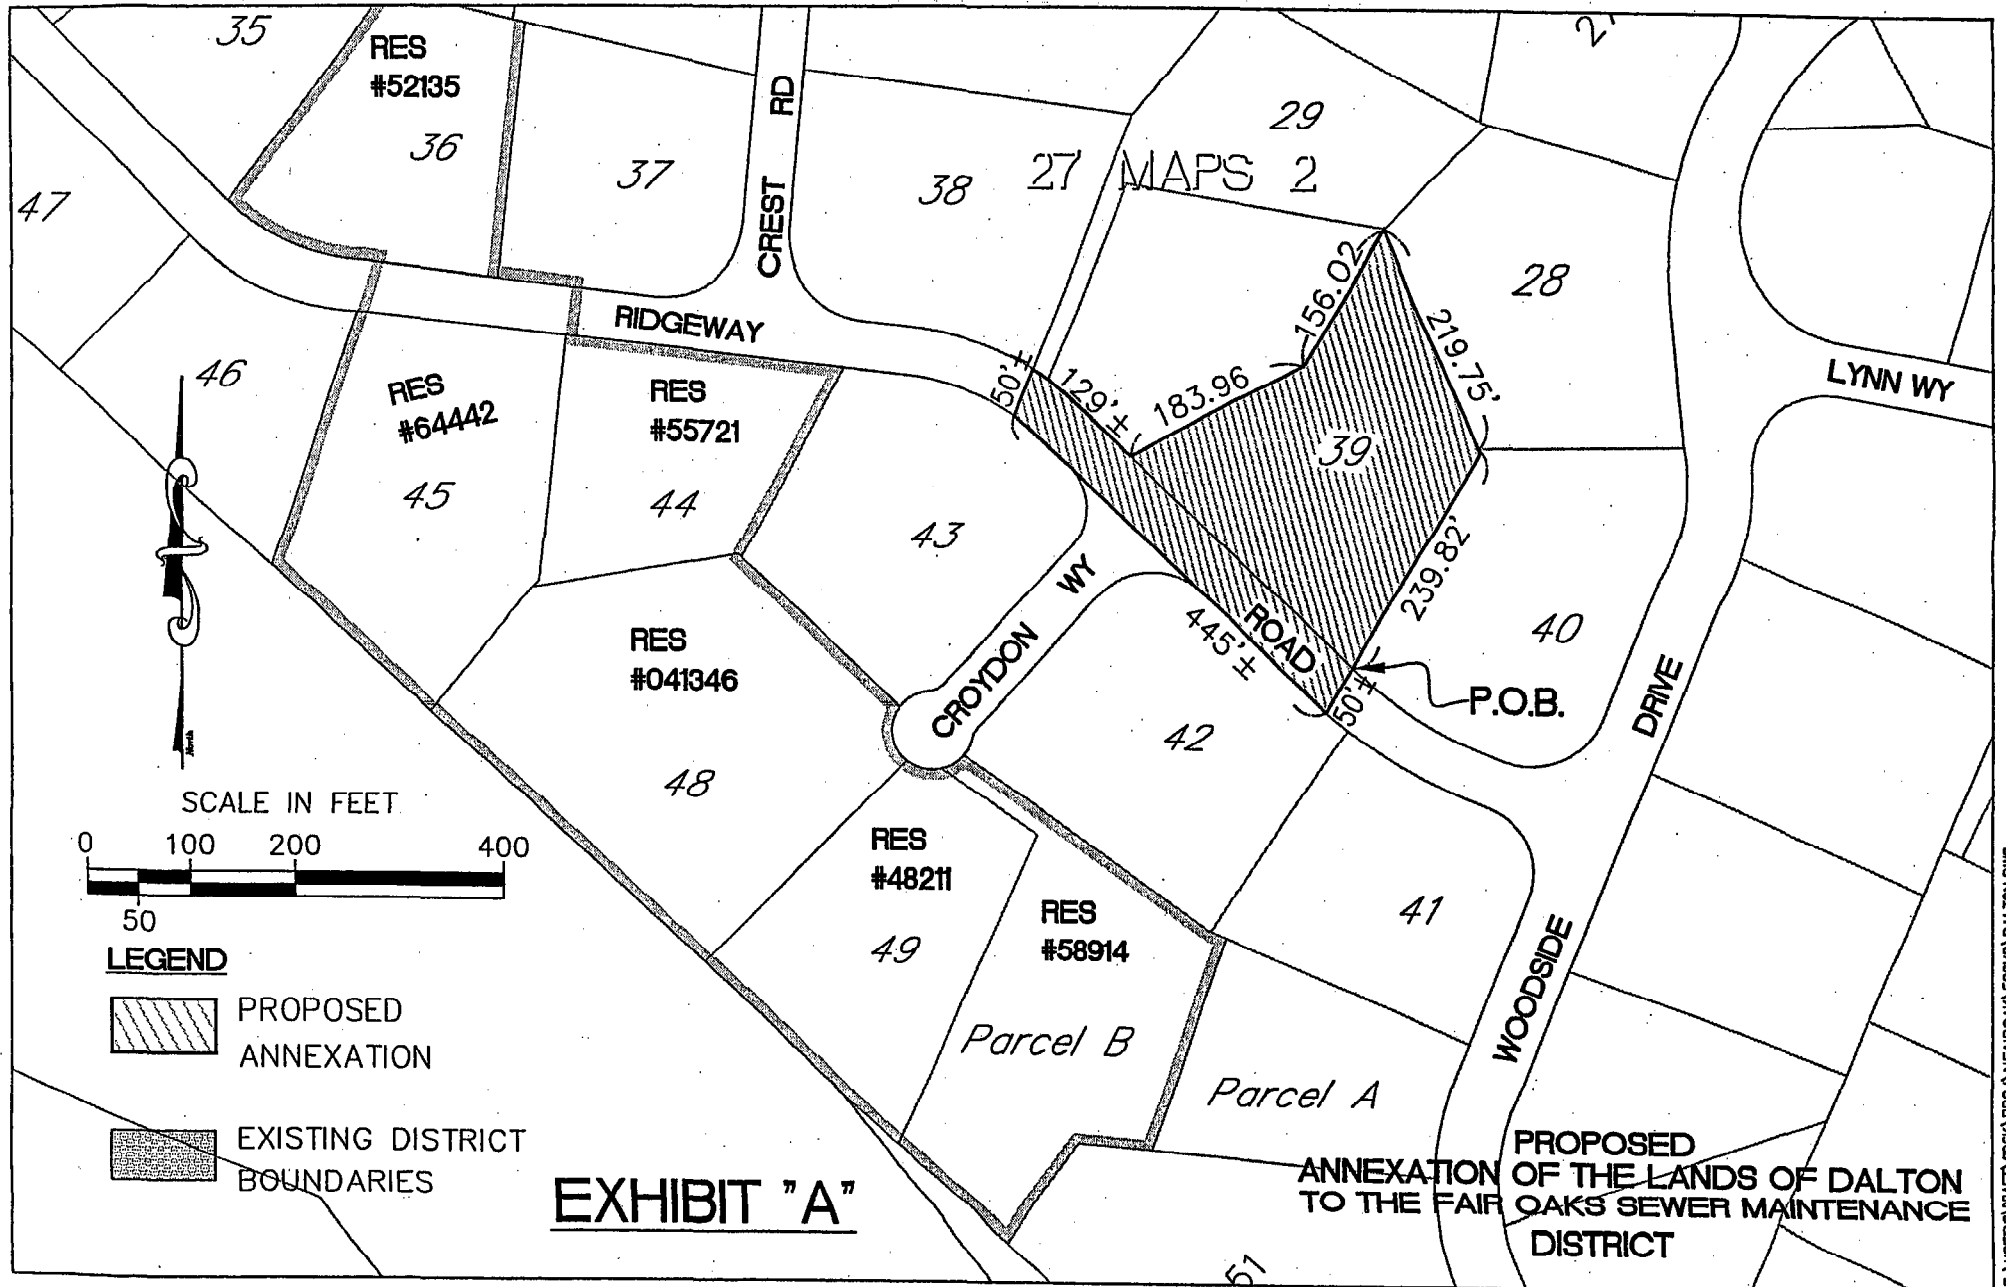 35
RES
#52135
36
37
CREST RD
38
27 MAPS 2
29
28
47
46
RIDGEWAY
RES
#64442
45
RES
#55721
44
43
50'±
129'±
183.96
156.02
219.75'
39
239.82'
LYNN WY
40
CROYDON WY
445'±
ROAD
50'±
P.O.B.
DRIVE
RES
#041346
48
42
41
North
SCALE IN FEET
0 100 200 400
50
RES
#48211
49
RES
#58914
Parcel B
Parcel A
WOODSIDE
LEGEND
PROPOSED
ANNEXATION
EXISTING DISTRICT
BOUNDARIES
EXHIBIT "A"
PROPOSED
ANNEXATION OF THE LANDS OF DALTON
TO THE FAIR OAKS SEWER MAINTENANCE
DISTRICT
51